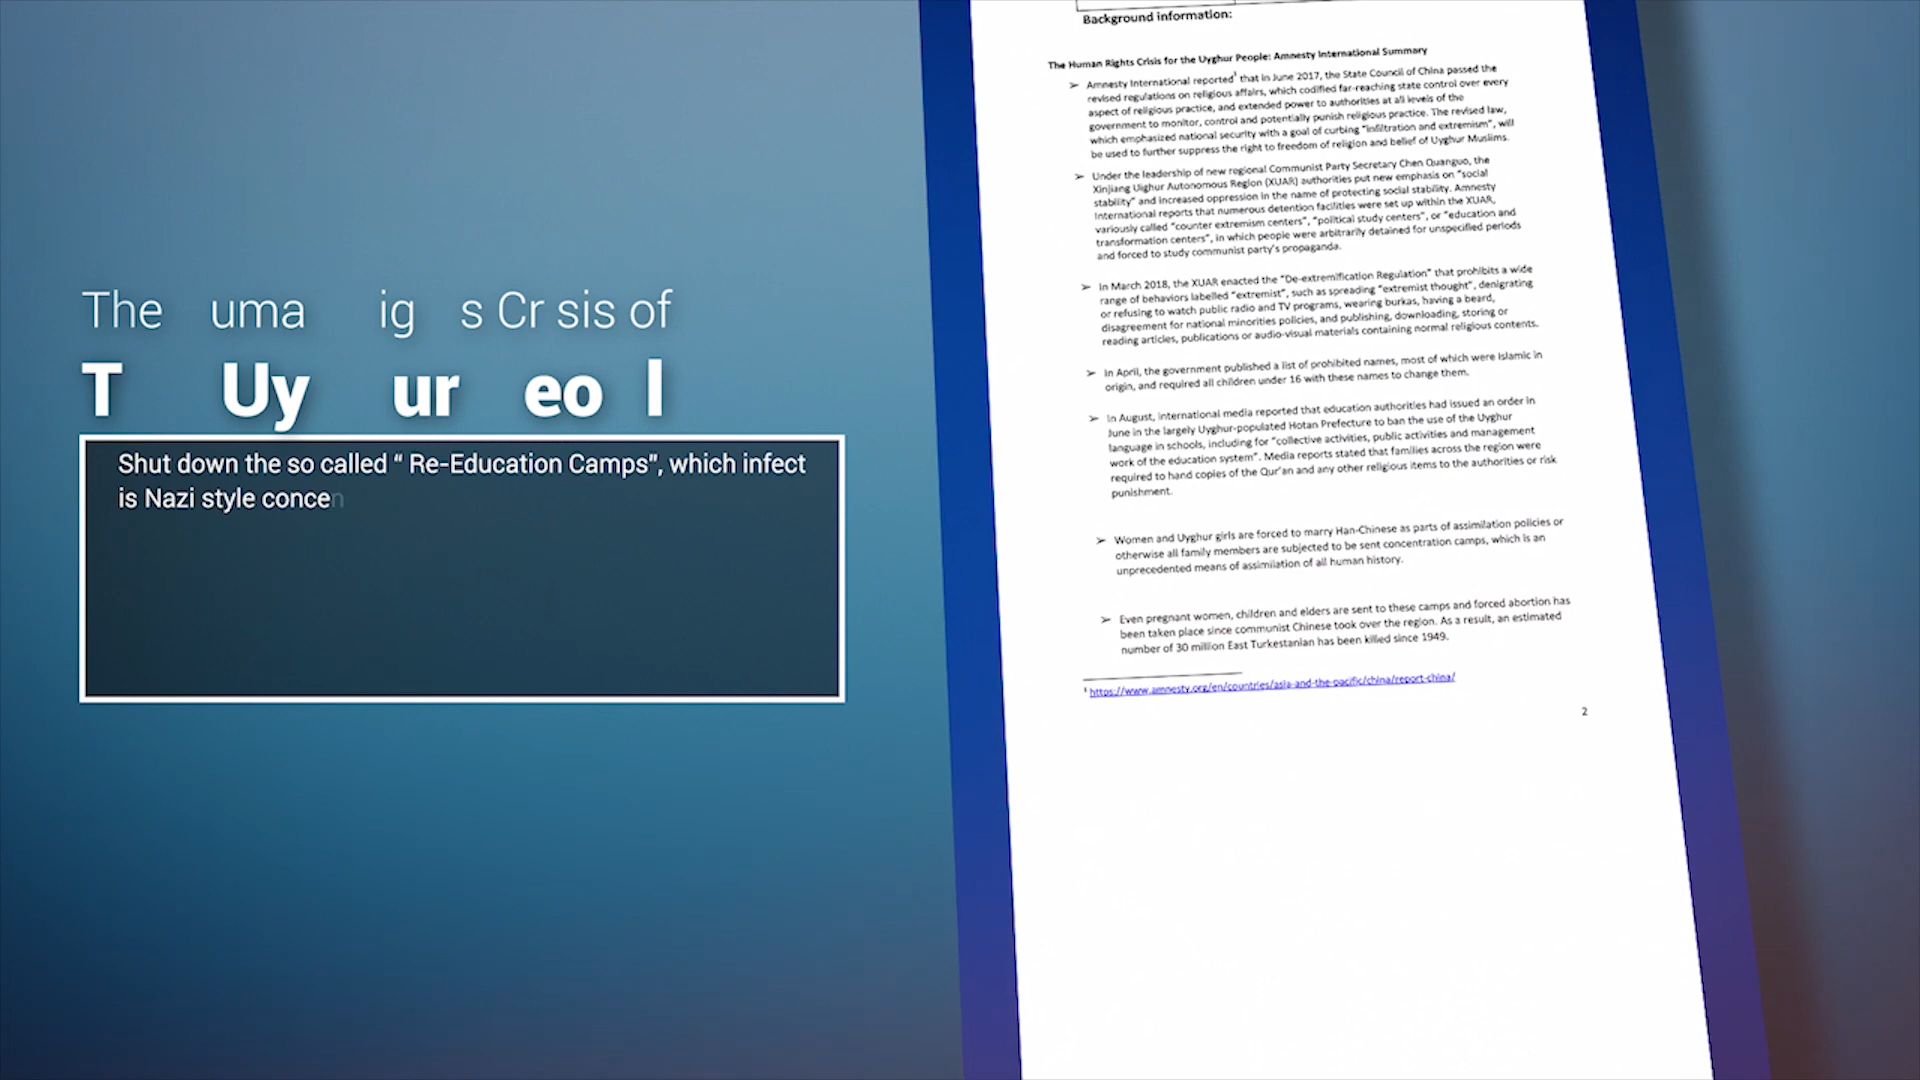 The uma ig s Cr sis of
T Uy ur eo l
Shut down the so called “ Re-Education Camps”, which infect
is Nazi style concen
Background information:
The Human Rights Crisis for the Uyghur People: Amnesty International Summary
➢ Amnesty International reported¹ that in June 2017, the State Council of China passed the
revised regulations on religious affairs, which codified far-reaching state control over every
aspect of religious practice, and extended power to authorities at all levels of the
government to monitor, control and potentially punish religious practice. The revised law,
which emphasized national security with a goal of curbing “infiltration and extremism”, will
be used to further suppress the right to freedom of religion and belief of Uyghur Muslims.
➢ Under the leadership of new regional Communist Party Secretary Chen Quanguo, the
Xinjiang Uighur Autonomous Region (XUAR) authorities put new emphasis on “social
stability” and increased oppression in the name of protecting social stability. Amnesty
International reports that numerous detention facilities were set up within the XUAR,
variously called “counter extremism centers”, “political study centers”, or “education and
transformation centers”, in which people were arbitrarily detained for unspecified periods
and forced to study communist party’s propaganda.
➢ In March 2018, the XUAR enacted the “De-extremification Regulation” that prohibits a wide
range of behaviors labelled “extremist”, such as spreading “extremist thought”, denigrating
or refusing to watch public radio and TV programs, wearing burkas, having a beard,
disagreement for national minorities policies, and publishing, downloading, storing or
reading articles, publications or audio-visual materials containing normal religious contents.
➢ In April, the government published a list of prohibited names, most of which were Islamic in
origin, and required all children under 16 with these names to change them.
➢ In August, international media reported that education authorities had issued an order in
June in the largely Uyghur-populated Hotan Prefecture to ban the use of the Uyghur
language in schools, including for “collective activities, public activities and management
work of the education system”. Media reports stated that families across the region were
required to hand copies of the Qur’an and any other religious items to the authorities or risk
punishment.
➢ Women and Uyghur girls are forced to marry Han-Chinese as parts of assimilation policies or
otherwise all family members are subjected to be sent concentration camps, which is an
unprecedented means of assimilation of all human history.
➢ Even pregnant women, children and elders are sent to these camps and forced abortion has
been taken place since communist Chinese took over the region. As a result, an estimated
number of 30 million East Turkestanian has been killed since 1949.
¹ https://www.amnesty.org/en/countries/asia-and-the-pacific/china/report-china/
2